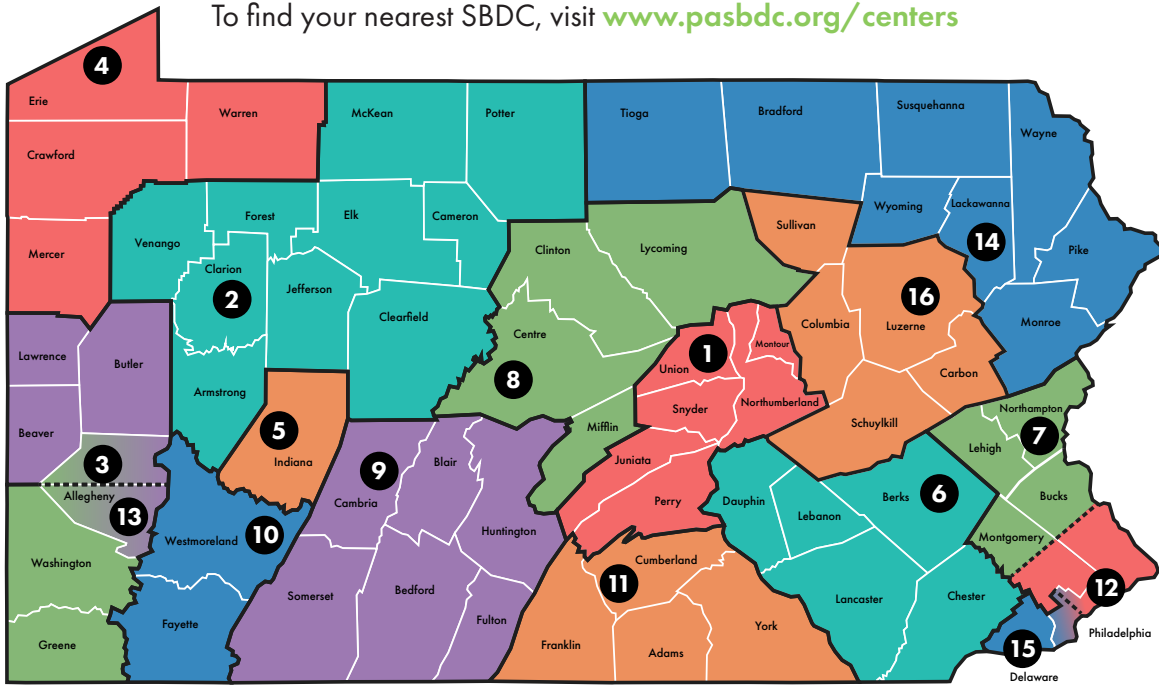 To find your nearest SBDC, visit www.pasbdc.org/centers
4
Erie
Warren
McKean
Potter
Tioga
Bradford
Susquehanna
Wayne
Crawford
Mercer
Venango
Forest
Elk
Cameron
Clarion
2
Jefferson
Clearfield
Clinton
Lycoming
Sullivan
Wyoming
Lackawanna
14
Pike
16
Luzerne
Columbia
Monroe
Carbon
Lawrence
Butler
Armstrong
Centre
8
1
Union
Montour
Snyder
Northumberland
Schuylkill
Northampton
7
Lehigh
Beaver
3
Allegheny
13
5
Indiana
9
Cambria
Blair
Mifflin
Juniata
Perry
Dauphin
Lebanon
Berks
6
Bucks
Montgomery
Westmoreland
10
Huntington
Washington
Greene
Fayette
Somerset
Bedford
Fulton
11
Cumberland
Franklin
Adams
York
Lancaster
Chester
12
Philadelphia
15
Delaware